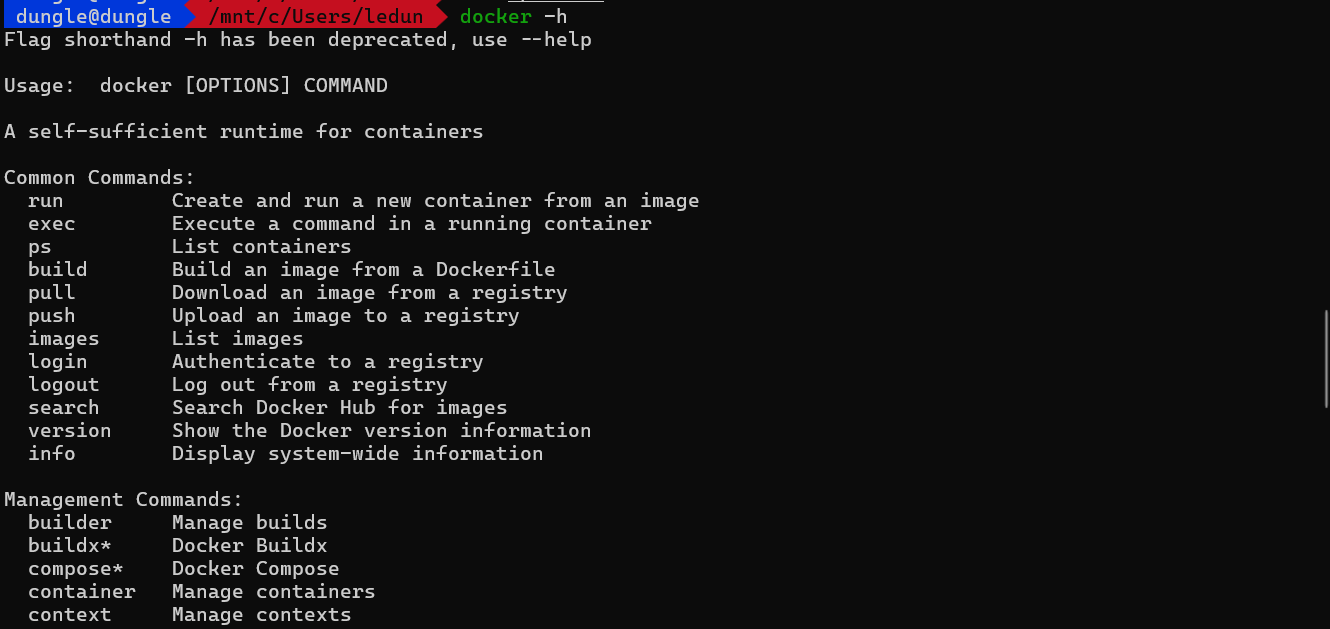 dungle@dungle /mnt/c/Users/ledun docker -h
Flag shorthand -h has been deprecated, use --help
Usage:  docker [OPTIONS] COMMAND
A self-sufficient runtime for containers
Common Commands:
  run         Create and run a new container from an image
  exec        Execute a command in a running container
  ps          List containers
  build       Build an image from a Dockerfile
  pull        Download an image from a registry
  push        Upload an image to a registry
  images      List images
  login       Authenticate to a registry
  logout      Log out from a registry
  search      Search Docker Hub for images
  version     Show the Docker version information
  info        Display system-wide information
Management Commands:
  builder     Manage builds
  buildx*     Docker Buildx
  compose*    Docker Compose
  container   Manage containers
  context     Manage contexts